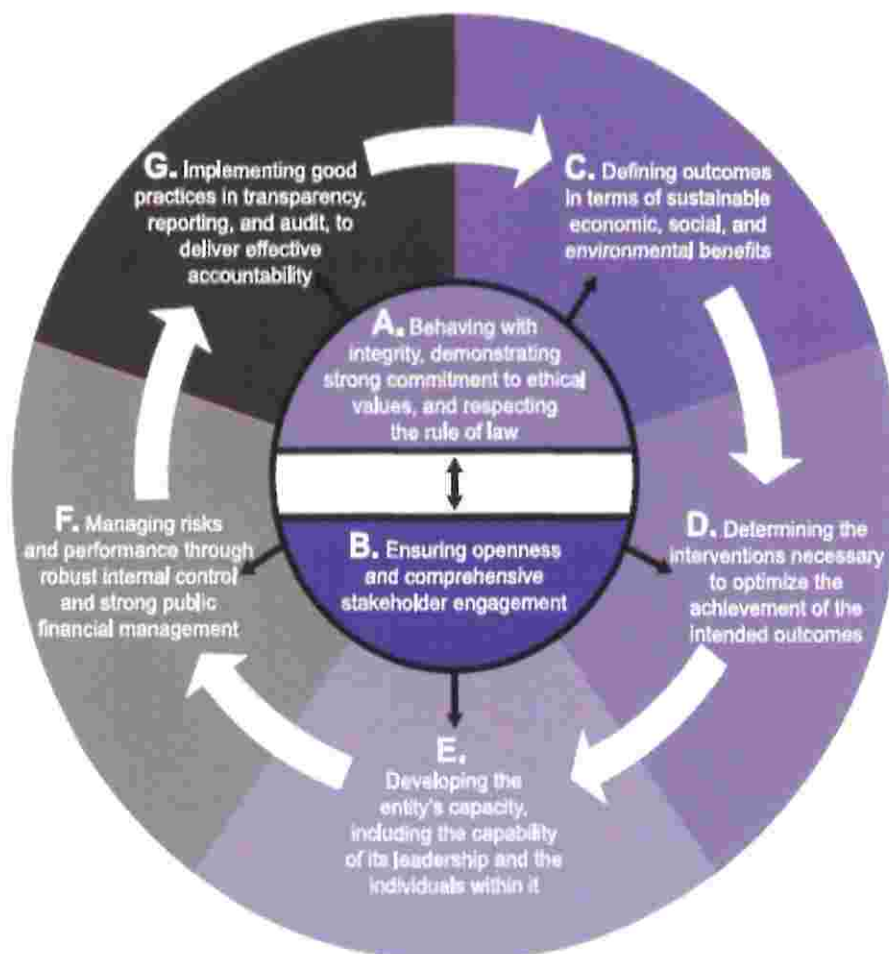 A. Behaving with
integrity, demonstrating
strong commitment to ethical
values, and respecting
the rule of law
B. Ensuring openness
and comprehensive
stakeholder engagement
C. Defining outcomes
in terms of sustainable
economic, social, and
environmental benefits
D. Determining the
interventions necessary
to optimize the
achievement of the
intended outcomes
E.
Developing the
entity's capacity,
including the capability
of its leadership and the
individuals within it
F. Managing risks
and performance through
robust internal control
and strong public
financial management
G. Implementing good
practices in transparency,
reporting, and audit, to
deliver effective
accountability